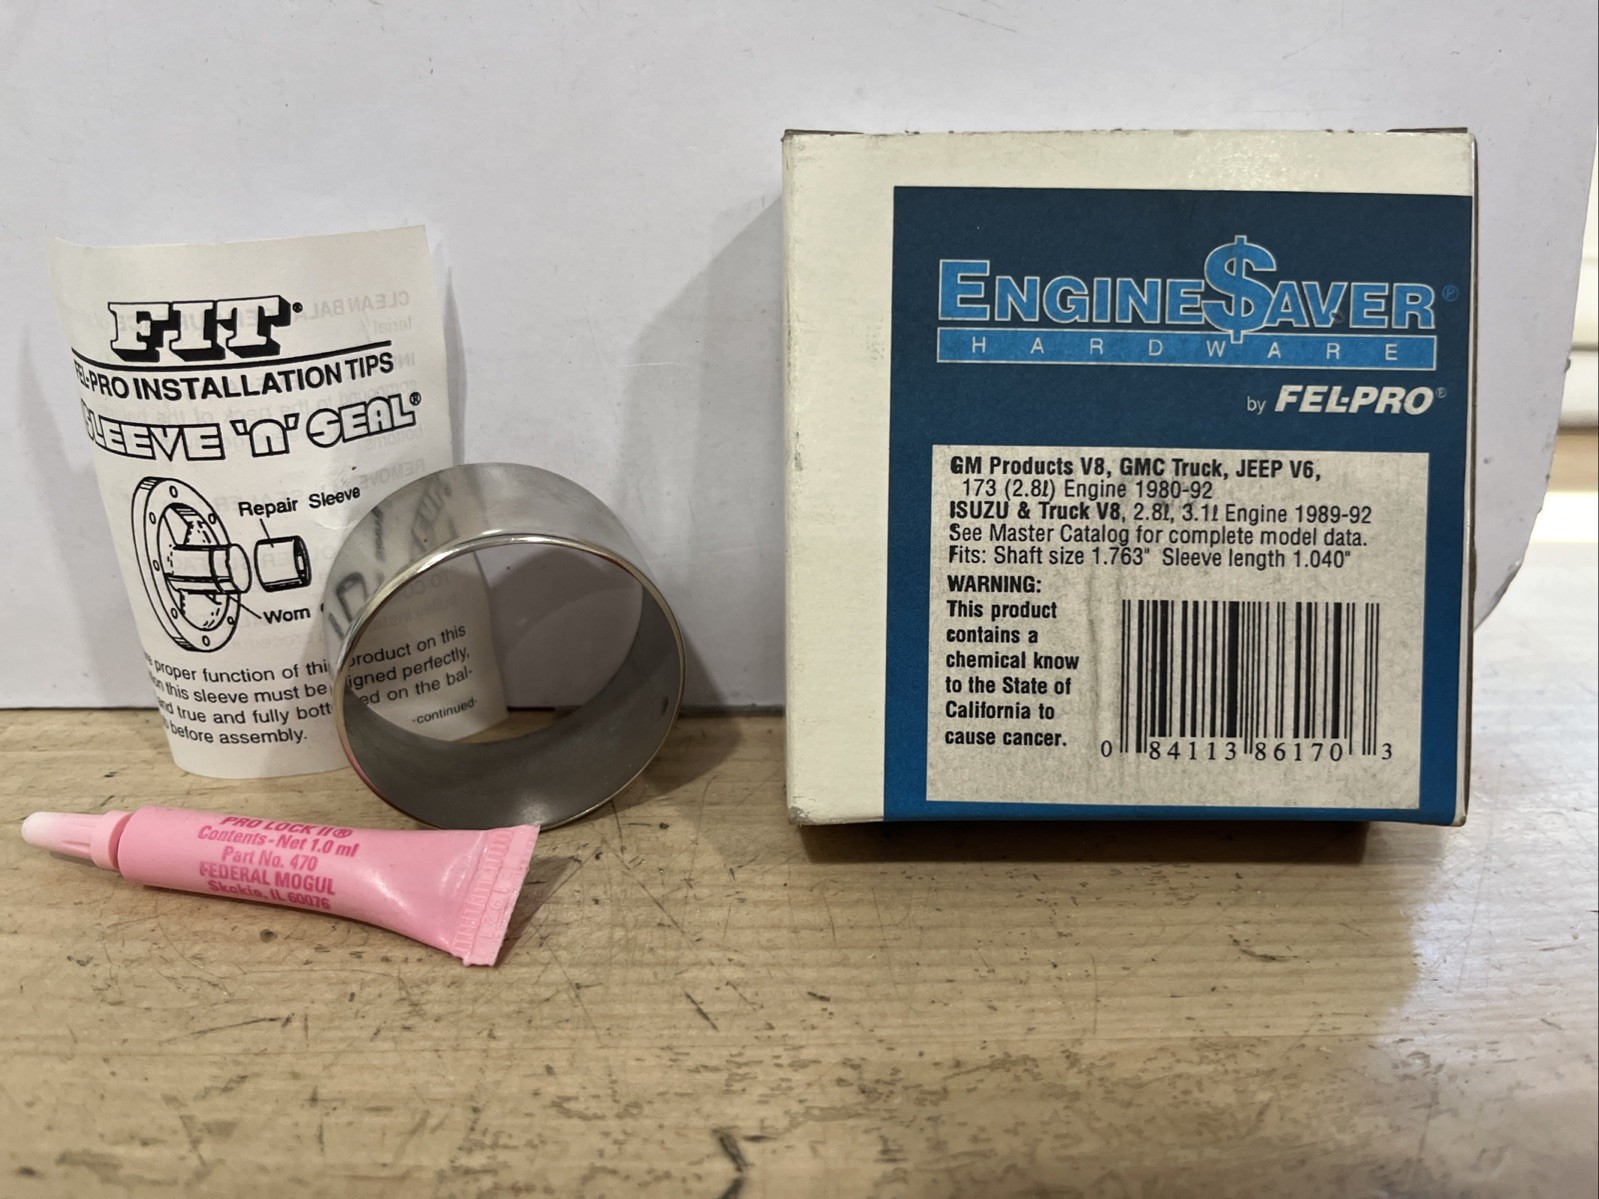 FIT®
FEL-PRO INSTALLATION TIPS
SLEEVE 'n' SEAL®
Repair Sleeve
Worn
proper function of this product on this
this sleeve must be aligned perfectly,
and true and fully on the bal-
before assembly.
-continued-
PRO LOCK II®
Contents-Net 1.0 ml
Part No. 470
FEDERAL MOGUL
Skokie, IL 60076
ENGINE$AVER®
HARDWARE
by FEL-PRO®
GM Products V8, GMC Truck, JEEP V6,
173 (2.8ℓ) Engine 1980-92
ISUZU & Truck V8, 2.8ℓ, 3.1ℓ Engine 1989-92
See Master Catalog for complete model data.
Fits: Shaft size 1.763" Sleeve length 1.040"
WARNING:
This product
contains a
chemical know
to the State of
California to
cause cancer.
0 84113 86170 3